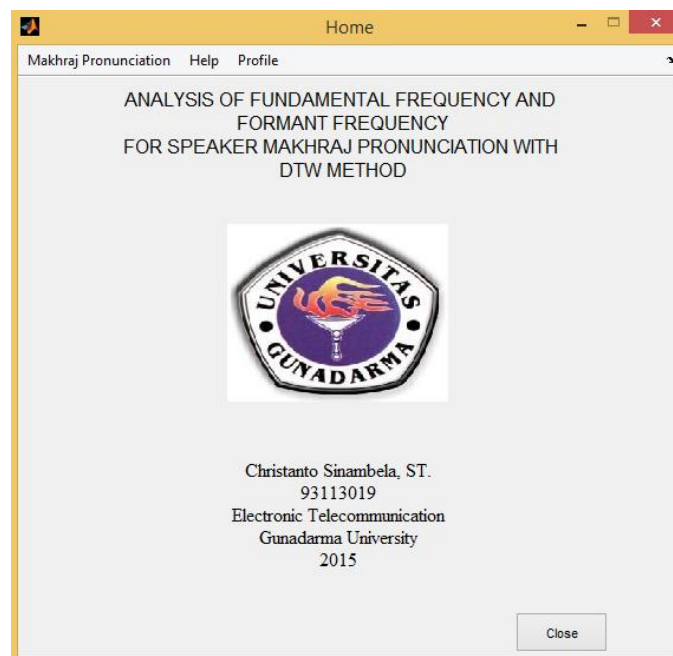 Home
Makhraj Pronunciation Help Profile
ANALYSIS OF FUNDAMENTAL FREQUENCY AND
FORMANT FREQUENCY
FOR SPEAKER MAKHRAJ PRONUNCIATION WITH
DTW METHOD
UNIVERSITAS
GUNADARMA
Christanto Sinambela, ST.
93113019
Electronic Telecommunication
Gunadarma University
2015
Close